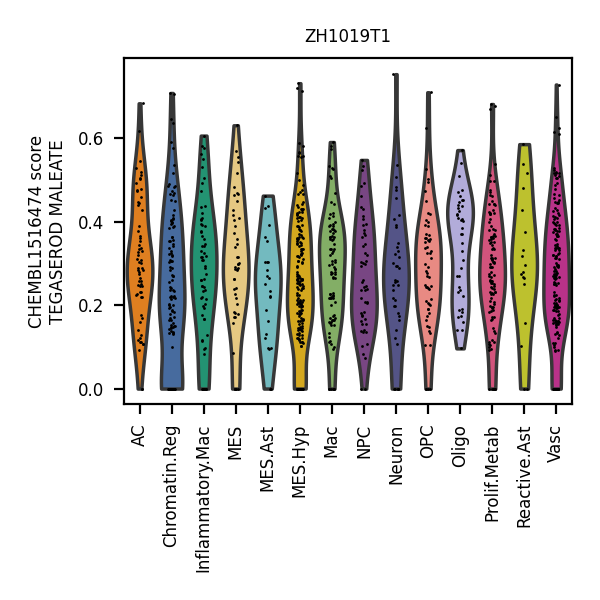 ZH1019T1
CHEMBL1516474 score
TEGASEROD MALEATE
0.6
0.4
0.2
0.0
AC
Chromatin.Reg
Inflammatory.Mac
MES
MES.Ast
MES.Hyp
Mac
NPC
Neuron
OPC
Oligo
Prolif.Metab
Reactive.Ast
Vasc